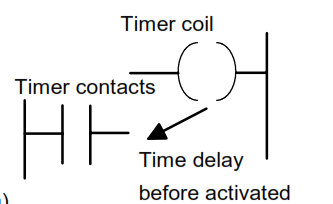 Timer coil
Timer contacts
Time delay
before activated
)